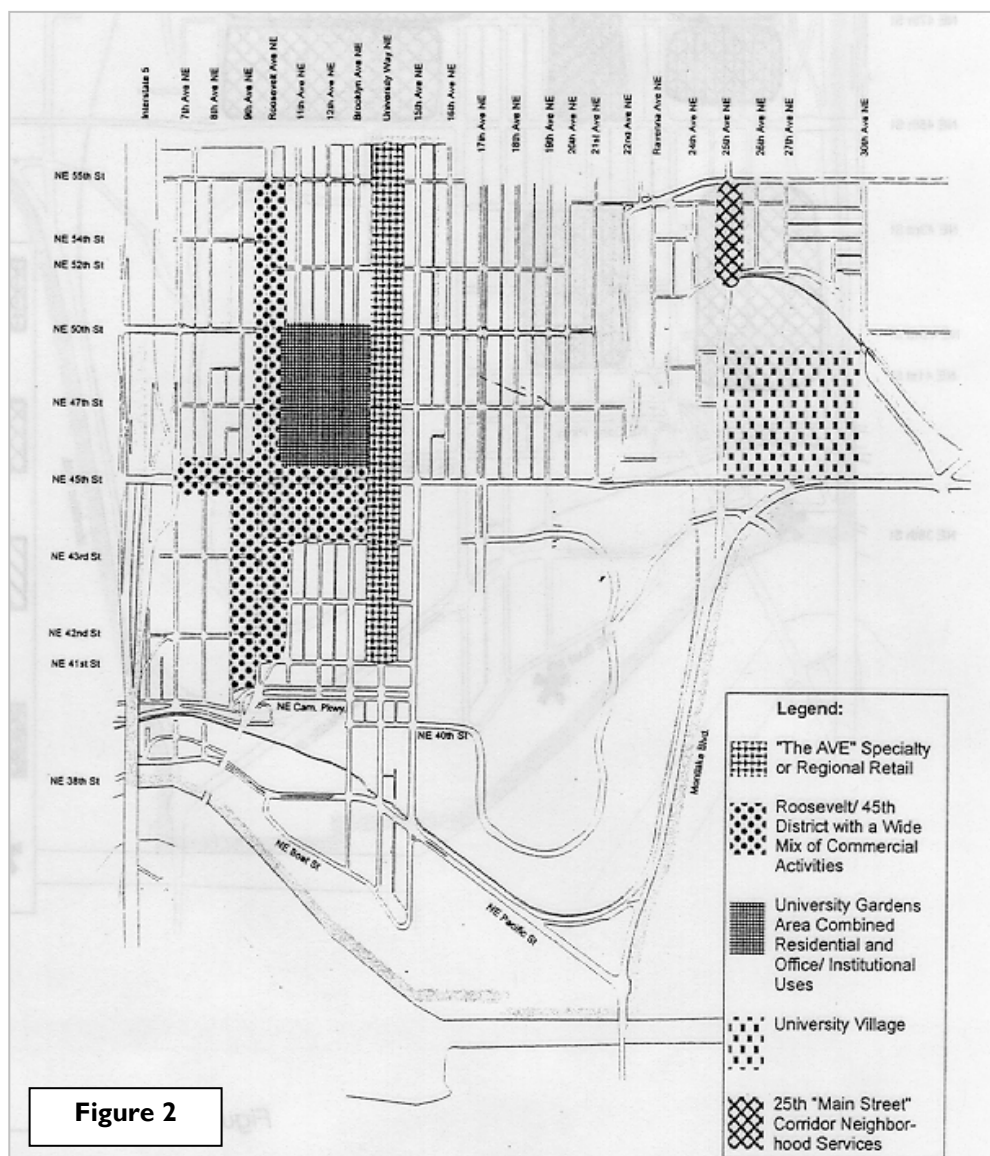 Interstate 5
7th Ave NE
8th Ave NE
9th Ave NE
Roosevelt Ave NE
11th Ave NE
12th Ave NE
Brooklyn Ave NE
University Way NE
15th Ave NE
16th Ave NE
17th Ave NE
18th Ave NE
19th Ave NE
20th Ave NE
21st Ave NE
22nd Ave NE
Ravenna Ave NE
24th Ave NE
25th Ave NE
26th Ave NE
27th Ave NE
30th Ave NE
NE 55th St
NE 54th St
NE 52th St
NE 50th St
NE 47th St
NE 45th St
NE 43rd St
NE 42nd St
NE 41st St
NE Cam. Pkwy.
NE 40th St
NE 38th St
NE Boat St
NE Pacific St
Montlake Blvd.
Legend:
"The AVE" Specialty
or Regional Retail
Roosevelt/ 45th
District with a Wide
Mix of Commercial
Activities
University Gardens
Area Combined
Residential and
Office/ Institutional
Uses
University Village
25th "Main Street"
Corridor Neighbor-
hood Services
Figure 2